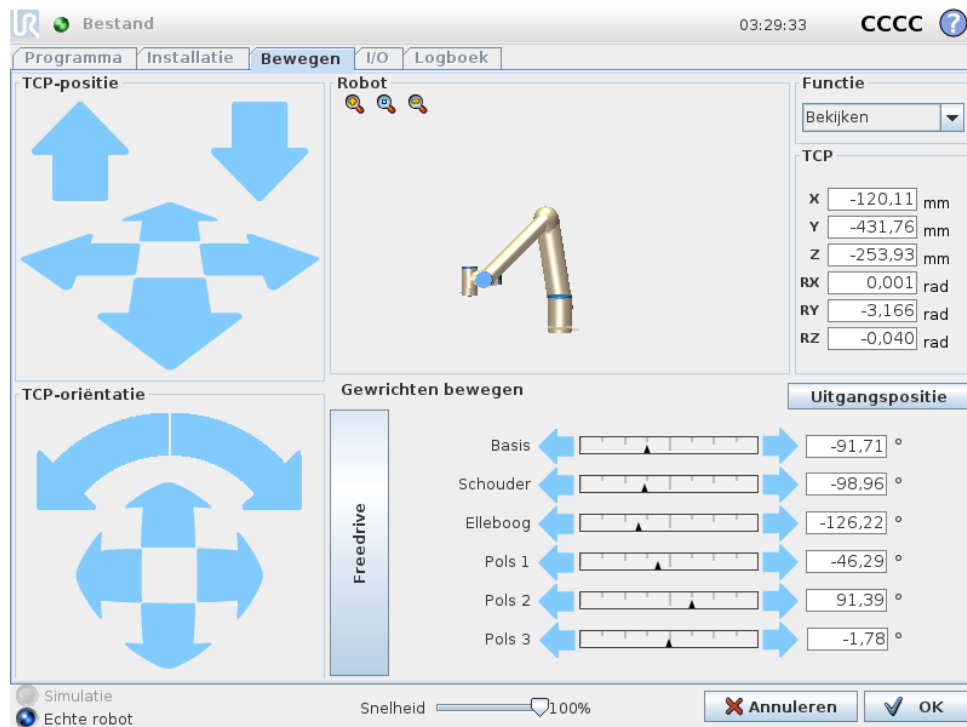 UR Bestand 03:29:33 CCCC ?
Programma Installatie Bewegen I/O Logboek
TCP-positie
Robot
Functie
Bekijken
TCP
X -120,11 mm
Y -431,76 mm
Z -253,93 mm
RX 0,001 rad
RY -3,166 rad
RZ -0,040 rad
TCP-oriëntatie
Gewrichten bewegen
Uitgangspositie
Freedrive
Basis -91,71 °
Schouder -98,96 °
Elleboog -126,22 °
Pols 1 -46,29 °
Pols 2 91,39 °
Pols 3 -1,78 °
Simulatie
Echte robot
Snelheid 100%
Annuleren
OK